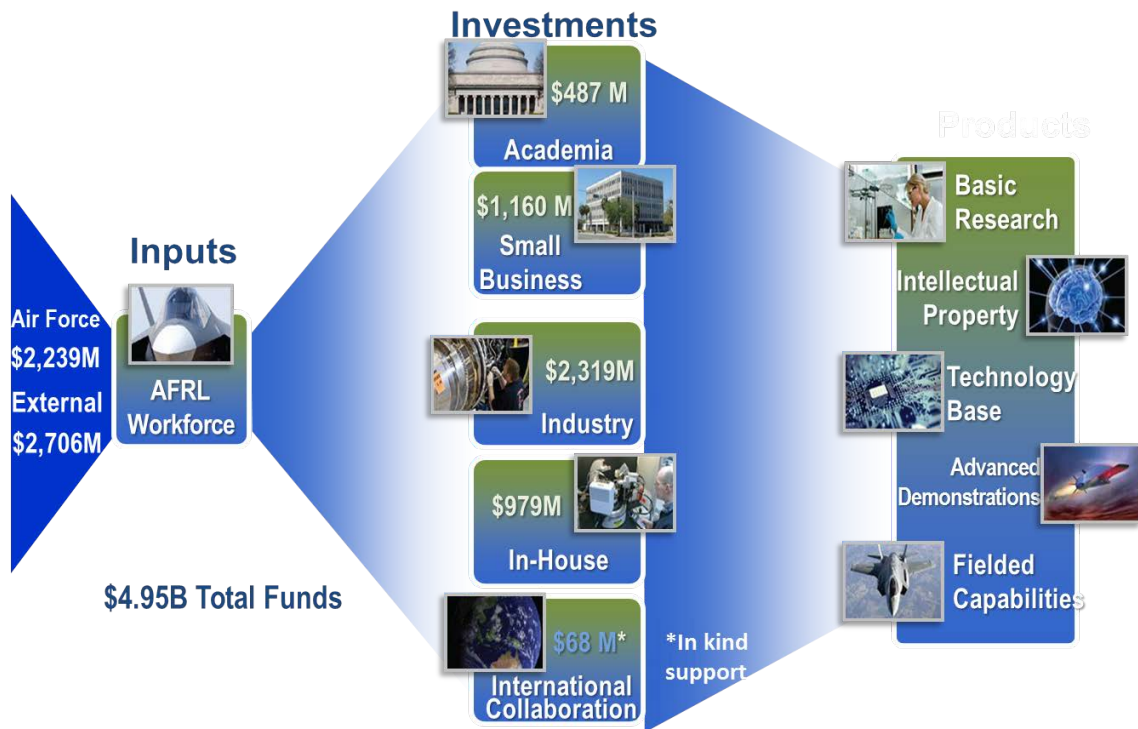 Investments
$487 M
Academia
$1,160 M
Small
Business
$2,319M
Industry
$979M
In-House
$68 M*
International
Collaboration
*In kind
support
Inputs
Air Force
$2,239M
External
$2,706M
AFRL
Workforce
$4.95B Total Funds
Products
Basic
Research
Intellectual
Property
Technology
Base
Advanced
Demonstrations
Fielded
Capabilities